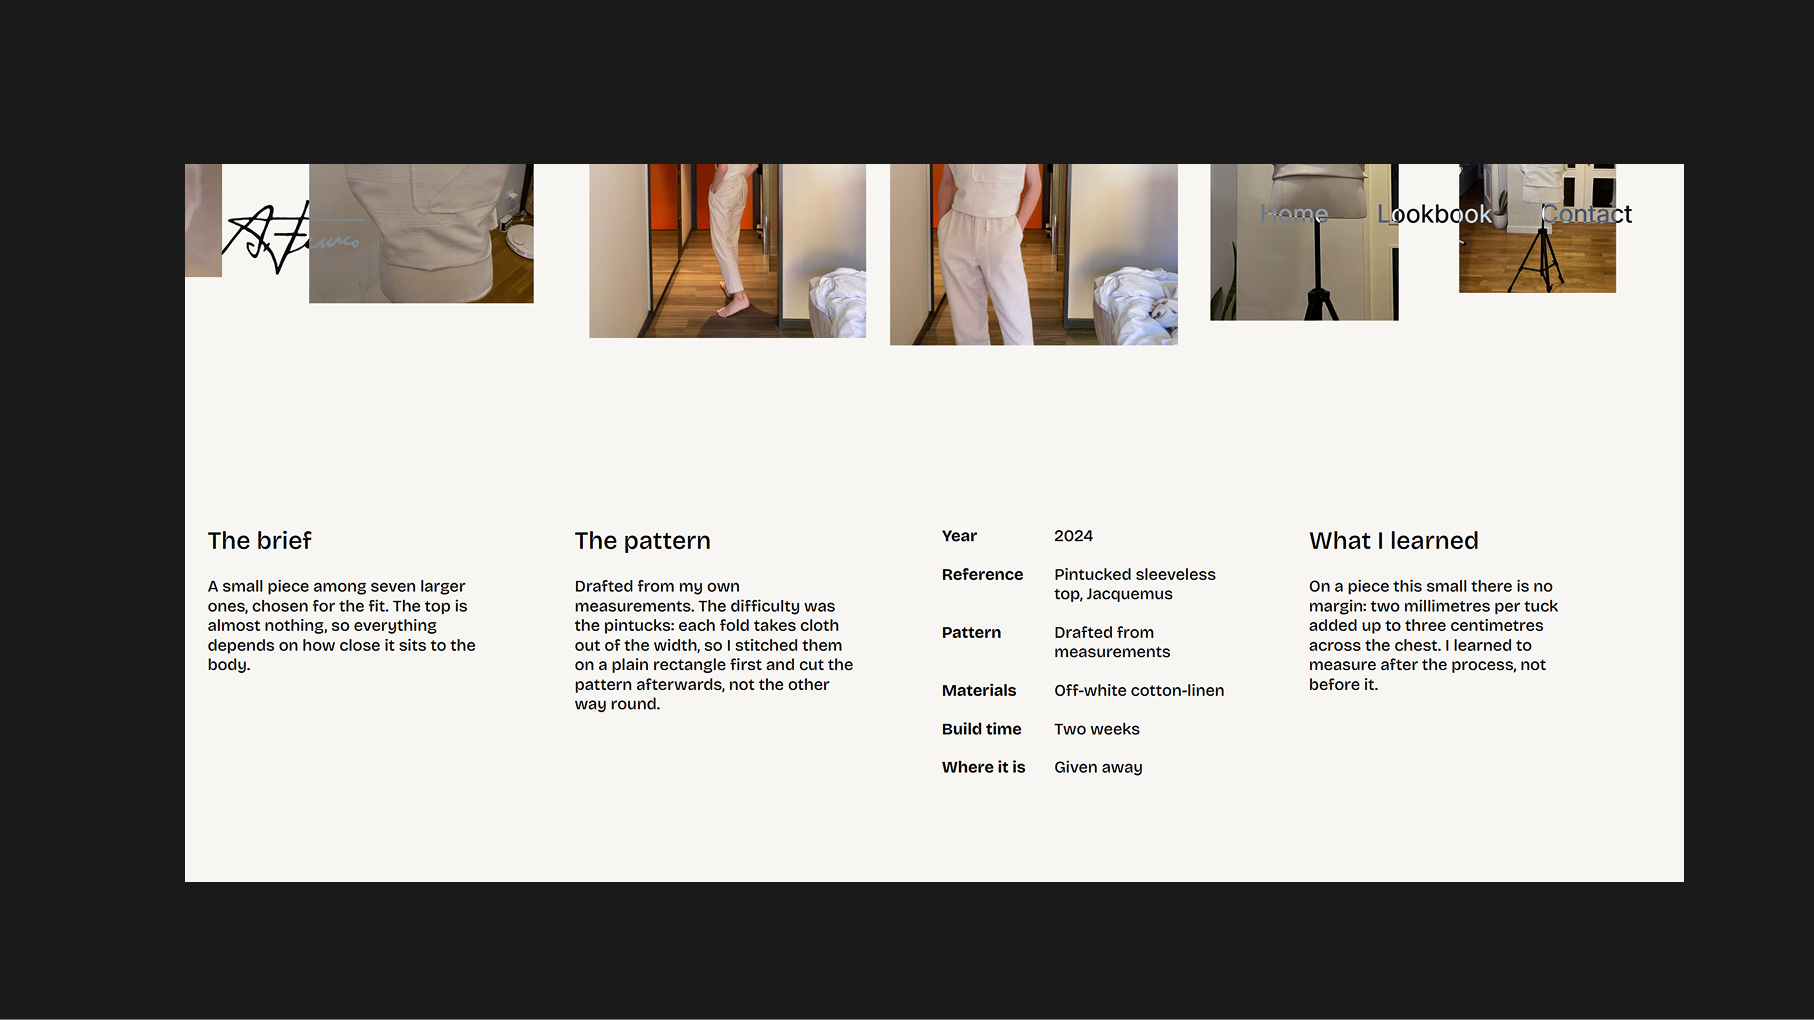 Home Lookbook Contact
The brief
A small piece among seven larger
ones, chosen for the fit. The top is
almost nothing, so everything
depends on how close it sits to the
body.
The pattern
Drafted from my own
measurements. The difficulty was
the pintucks: each fold takes cloth
out of the width, so I stitched them
on a plain rectangle first and cut the
pattern afterwards, not the other
way round.
Year 2024
Reference Pintucked sleeveless
top, Jacquemus
Pattern Drafted from
measurements
Materials Off-white cotton-linen
Build time Two weeks
Where it is Given away
What I learned
On a piece this small there is no
margin: two millimetres per tuck
added up to three centimetres
across the chest. I learned to
measure after the process, not
before it.